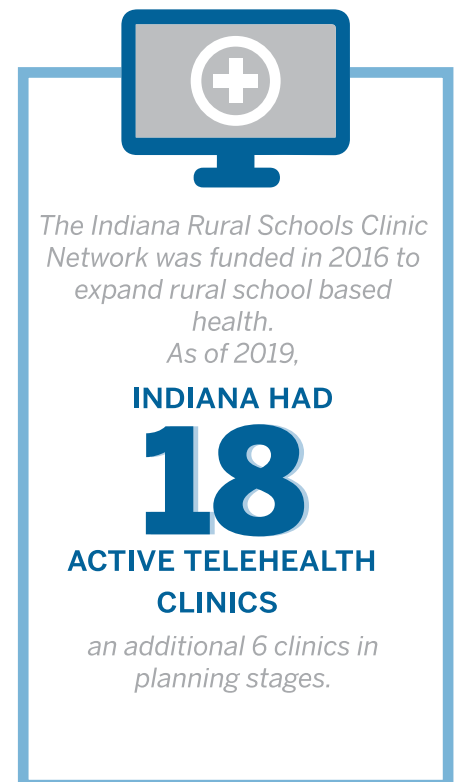 The Indiana Rural Schools Clinic
Network was funded in 2016 to
expand rural school based
health.
As of 2019,
INDIANA HAD
18
ACTIVE TELEHEALTH
CLINICS
an additional 6 clinics in
planning stages.